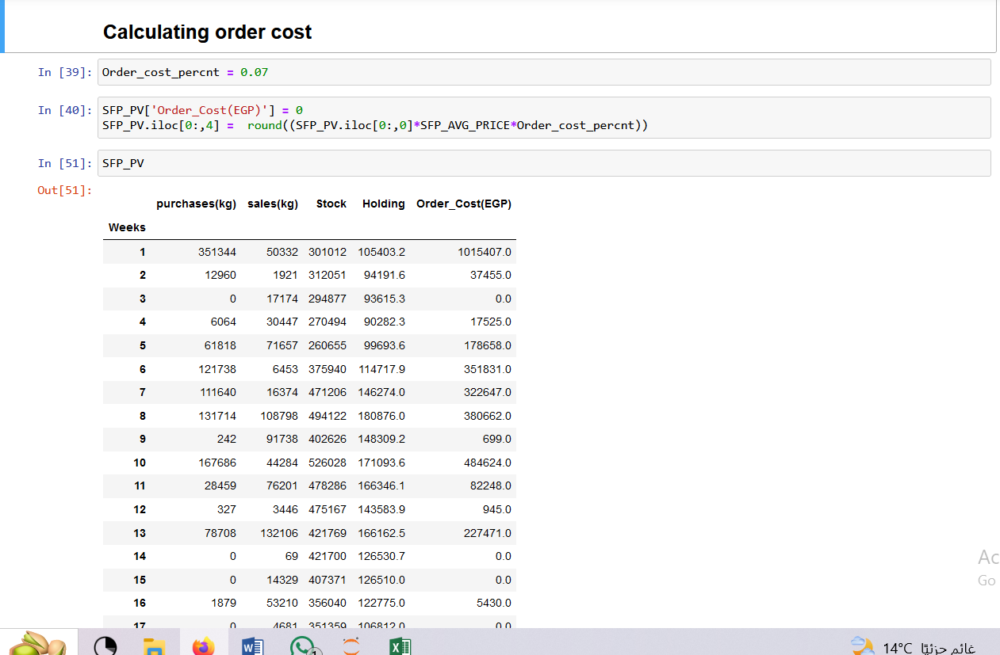 Calculating order cost
In [39]: Order_cost_percnt = 0.07
In [40]: SFP_PV['Order_Cost(EGP)'] = 0
SFP_PV.iloc[0:,4] = round((SFP_PV.iloc[0:,0]*SFP_AVG_PRICE*Order_cost_percnt))
In [51]: SFP_PV
Out[51]:
purchases(kg) sales(kg) Stock Holding Order_Cost(EGP)
Weeks
1 351344 50332 301012 105403.2 1015407.0
2 12960 1921 312051 94191.6 37455.0
3 0 17174 294877 93615.3 0.0
4 6064 30447 270494 90282.3 17525.0
5 61818 71657 260655 99693.6 178658.0
6 121738 6453 375940 114717.9 351831.0
7 111640 16374 471206 146274.0 322647.0
8 131714 108798 494122 180876.0 380662.0
9 242 91738 402626 148309.2 699.0
10 167686 44284 526028 171093.6 484624.0
11 28459 76201 478286 166346.1 82248.0
12 327 3446 475167 143583.9 945.0
13 78708 132106 421769 166162.5 227471.0
14 0 69 421700 126530.7 0.0
15 0 14329 407371 126510.0 0.0
16 1879 53210 356040 122775.0 5430.0
17 0 4681 351359 106812.0 0.0
Ac
Go
1
14°C غائم جزئيًا